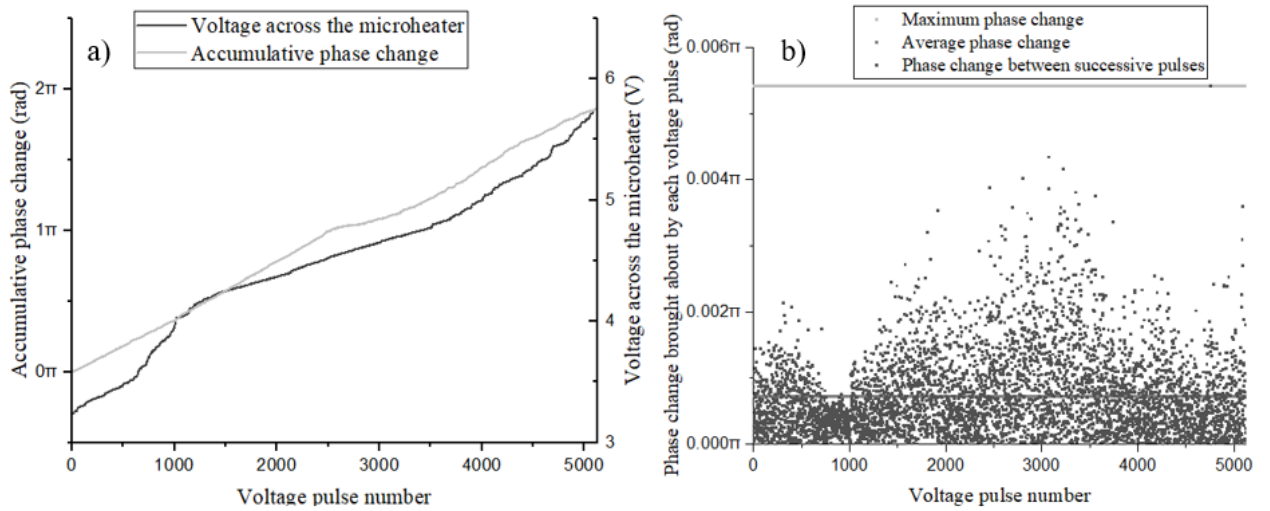 a)
Voltage across the microheater
Accumulative phase change
Accumulative phase change (rad)
2π
1π
0π
Voltage across the microheater (V)
6
5
4
3
0 1000 2000 3000 4000 5000
Voltage pulse number
b)
Maximum phase change
Average phase change
Phase change between successive pulses
Phase change brought about by each voltage pulse (rad)
0.006π
0.004π
0.002π
0.000π
0 1000 2000 3000 4000 5000
Voltage pulse number